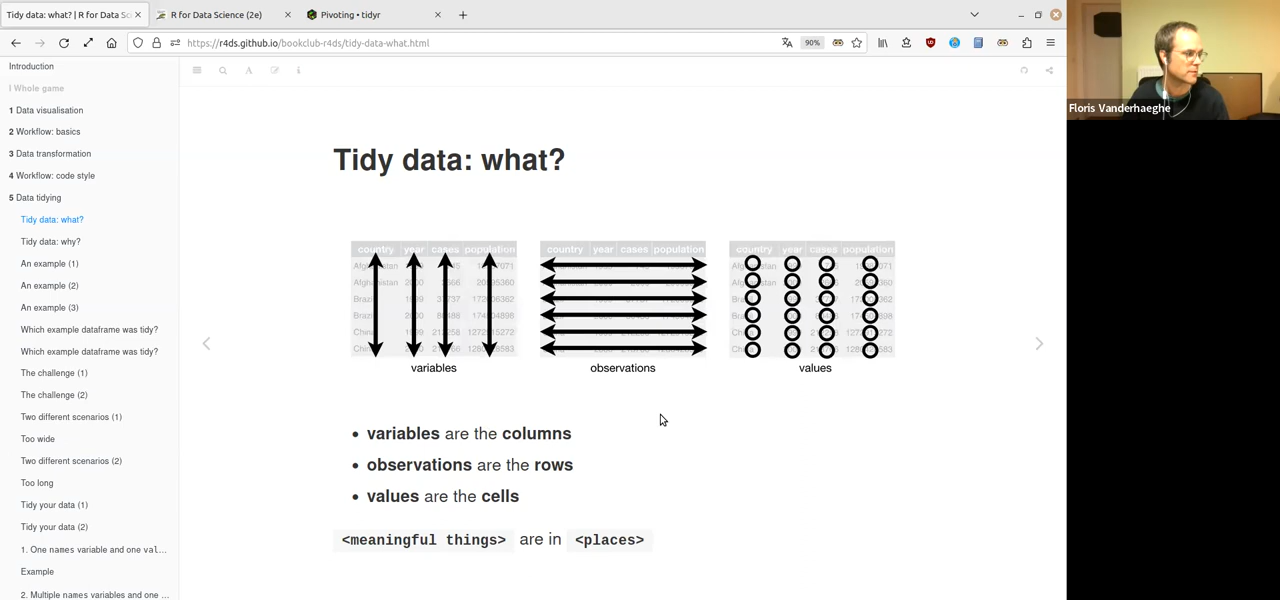 Tidy data: what? | R for Data Sc
R for Data Science (2e)
Pivoting • tidyr
https://r4ds.github.io/bookclub-r4ds/tidy-data-what.html
90%
Floris Vanderhaeghe
Introduction
I Whole game
1 Data visualisation
2 Workflow: basics
3 Data transformation
4 Workflow: code style
5 Data tidying
Tidy data: what?
Tidy data: why?
An example (1)
An example (2)
An example (3)
Which example dataframe was tidy?
Which example dataframe was tidy?
The challenge (1)
The challenge (2)
Two different scenarios (1)
Too wide
Two different scenarios (2)
Too long
Tidy your data (1)
Tidy your data (2)
1. One names variable and one val...
Example
2. Multiple names variables and one ...
Tidy data: what?
country year cases population
country year cases population
country year cases population
variables
observations
values
• variables are the columns
• observations are the rows
• values are the cells
<meaningful things> are in <places>